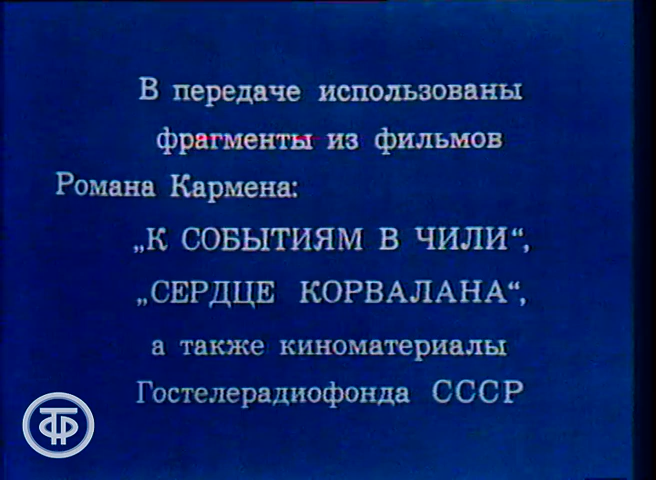 В передаче использованы
фрагменты из фильмов
Романа Кармена:
„К СОБЫТИЯМ В ЧИЛИ“,
„СЕРДЦЕ КОРВАЛАНА“,
а также киноматериалы
Гостелерадиофонда СССР